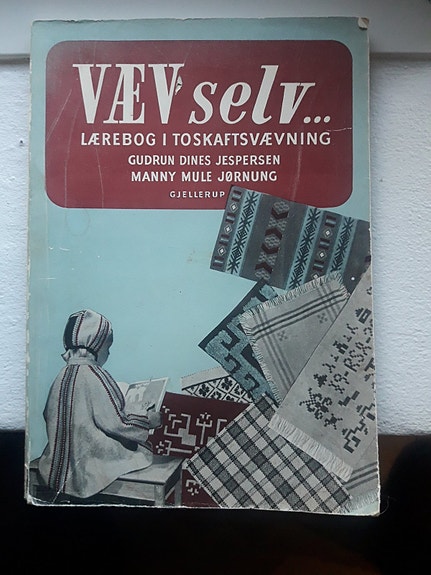 VÆV selv...
LÆREBOG I TOSKAFTSVÆVNING
GUDRUN DINES JESPERSEN
MANNY MULE JØRNUNG
GJELLERUP